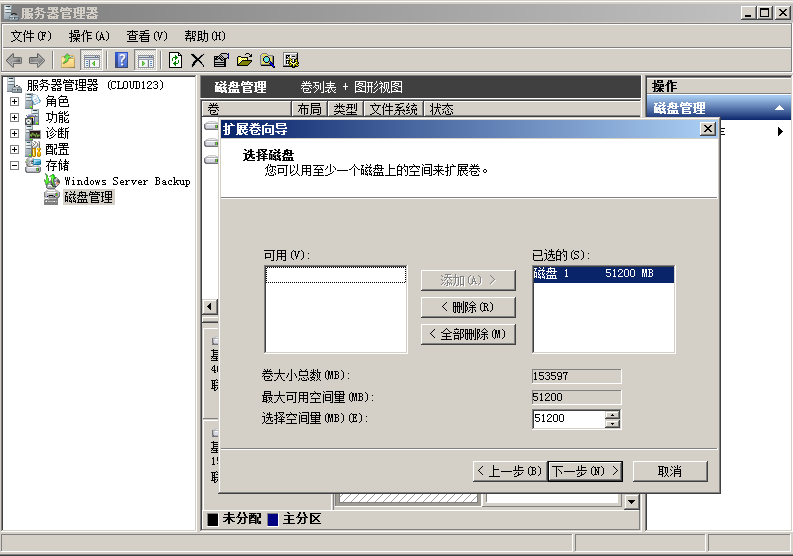 服务器管理器
文件(F) 操作(A) 查看(V) 帮助(H)
服务器管理器 (CLOUD123)
角色
功能
诊断
配置
存储
Windows Server Backup
磁盘管理
磁盘管理 卷列表 + 图形视图
卷 布局 类型 文件系统 状态
操作
磁盘管理
扩展卷向导
选择磁盘
您可以用至少一个磁盘上的空间来扩展卷。
可用(V):
已选的(S):
添加(A) >
< 删除(R)
< 全部删除(M)
磁盘 1 51200 MB
卷大小总数(MB): 153597
最大可用空间量(MB): 51200
选择空间量(MB)(E): 51200
< 上一步(B) 下一步(N) > 取消
未分配 主分区